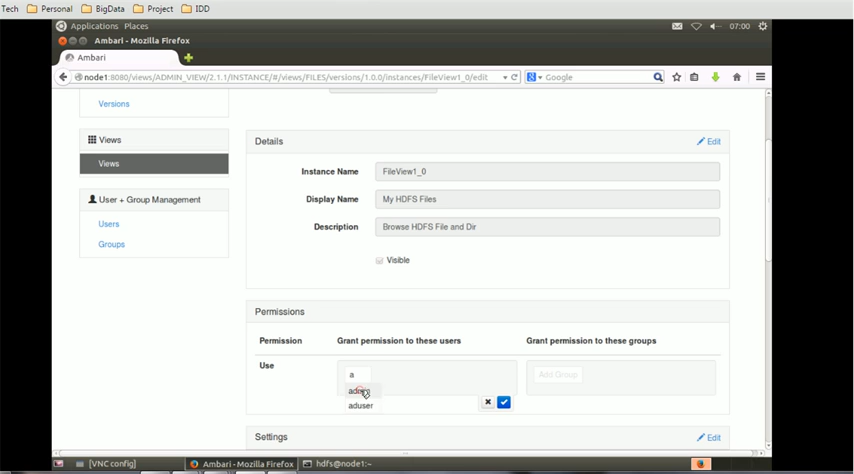 Tech Personal BigData Project IDD
Applications Places 07:00
Ambari - Mozilla Firefox
Ambari
node1:8080/views/ADMIN_VIEW/2.1.1/INSTANCE/#/views/FILES/versions/1.0.0/instances/FileView1_0/edit Google
Versions
Views
Views
User + Group Management
Users
Groups
Details Edit
Instance Name FileView1_0
Display Name My HDFS Files
Description Browse HDFS File and Dir
Visible
Permissions
Permission Grant permission to these users Grant permission to these groups
Use
a Add Group
aduser
Settings Edit
[VNC config] Ambari - Mozilla Firefox hdfs@node1:~